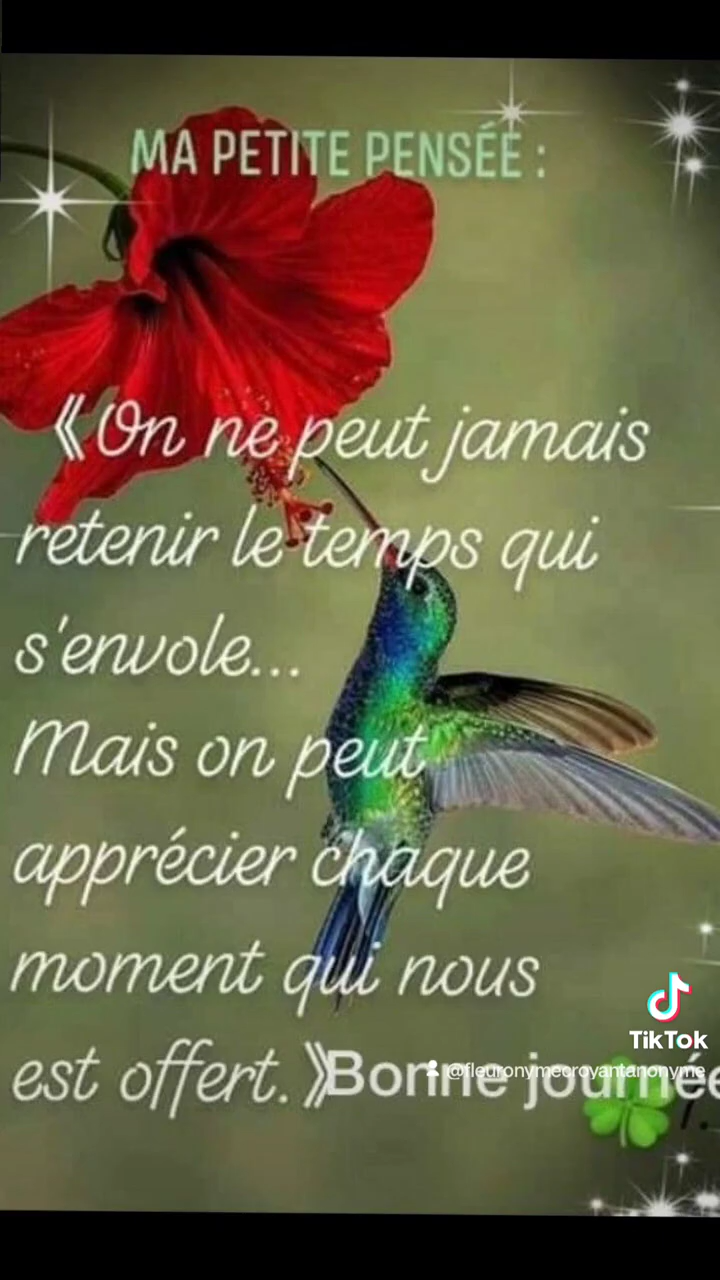 MA PETITE PENSÉE :
《On ne peut jamais
retenir le temps qui
s'envole...
Mais on peut
apprécier chaque
moment qui nous
est offert.》Bonne journée
TikTok
@fleuronymecroyantanonyme